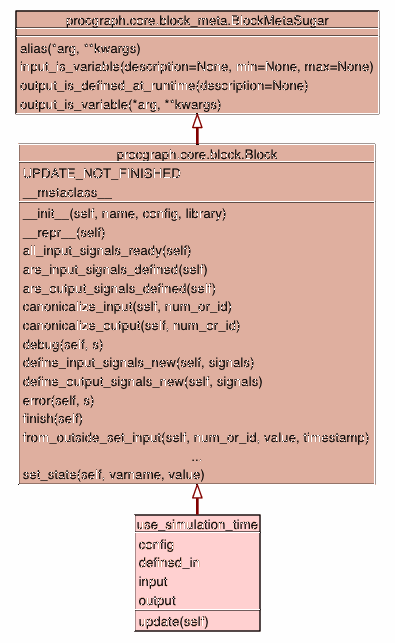 procgraph.core.block_meta.BlockMetaSugar
alias(*arg, **kwargs)
input_is_variable(description=None, min=None, max=None)
output_is_defined_at_runtime(description=None)
output_is_variable(*arg, **kwargs)
procgraph.core.block.Block
UPDATE_NOT_FINISHED
__metaclass__
__init__(self, name, config, library)
__repr__(self)
all_input_signals_ready(self)
are_input_signals_defined(self)
are_output_signals_defined(self)
canonicalize_input(self, num_or_id)
canonicalize_output(self, num_or_id)
debug(self, s)
define_input_signals_new(self, signals)
define_output_signals_new(self, signals)
error(self, s)
finish(self)
from_outside_set_input(self, num_or_id, value, timestamp)
...
set_state(self, varname, value)
use_simulation_time
config
defined_in
input
output
update(self)